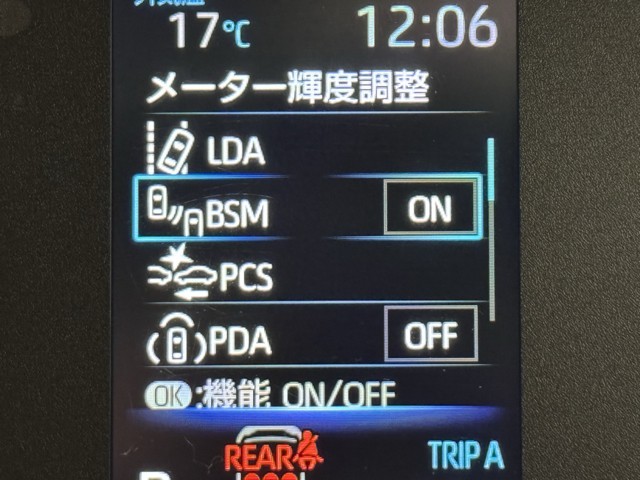 17℃ 12:06
メーター輝度調整
LDA
BSM ON
PCS
PDA OFF
OK:機能 ON/OFF
REAR TRIP A